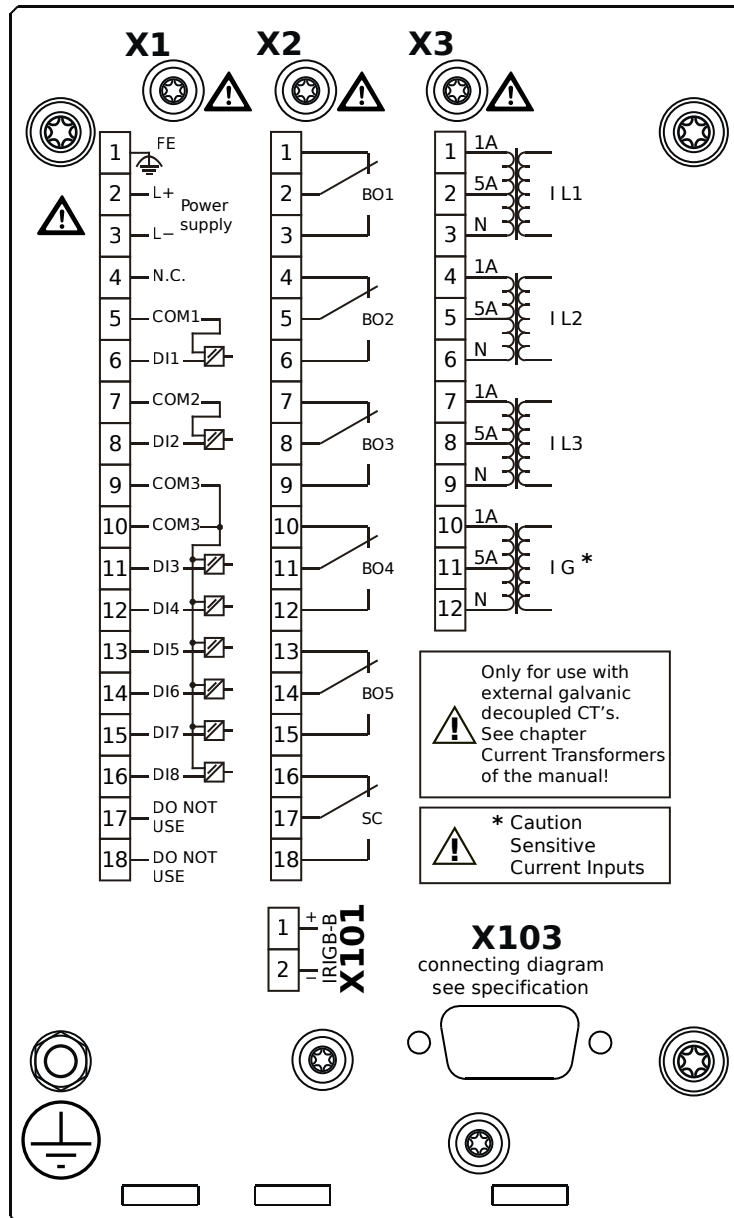 X1 X2 X3
1 FE
2 L+
Power
supply
3 L−
4 N.C.
5 COM1
6 DI1
7 COM2
8 DI2
9 COM3
10 COM3
11 DI3
12 DI4
13 DI5
14 DI6
15 DI7
16 DI8
17 DO NOT
USE
18 DO NOT
USE
1
2 BO1
3
4
5 BO2
6
7
8 BO3
9
10
11 BO4
12
13
14 BO5
15
16
17 SC
18
1 1A
2 5A I L1
3 N
4 1A
5 5A I L2
6 N
7 1A
8 5A I L3
9 N
10 1A
11 5A I G *
12 N
Only for use with
external galvanic
decoupled CT's.
See chapter
Current Transformers
of the manual!
* Caution
Sensitive
Current Inputs
1 +
2 −
IRIGB-B
X101
X103
connecting diagram
see specification